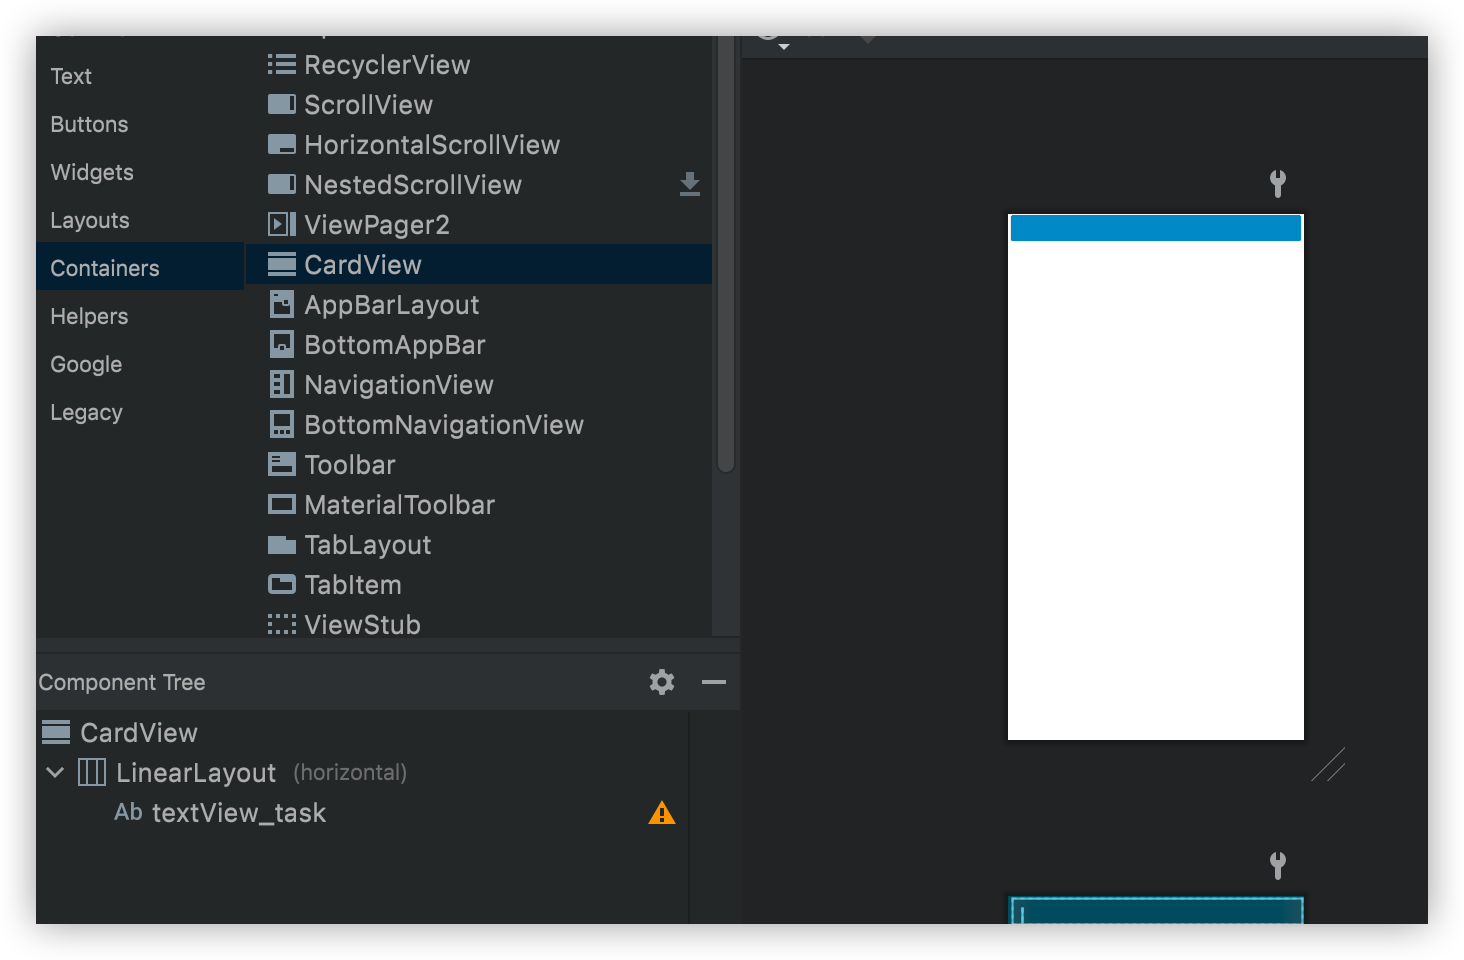 Text
Buttons
Widgets
Layouts
Containers
Helpers
Google
Legacy
RecyclerView
ScrollView
HorizontalScrollView
NestedScrollView
ViewPager2
CardView
AppBarLayout
BottomAppBar
NavigationView
BottomNavigationView
Toolbar
MaterialToolbar
TabLayout
TabItem
ViewStub
Component Tree
CardView
LinearLayout (horizontal)
Ab textView_task